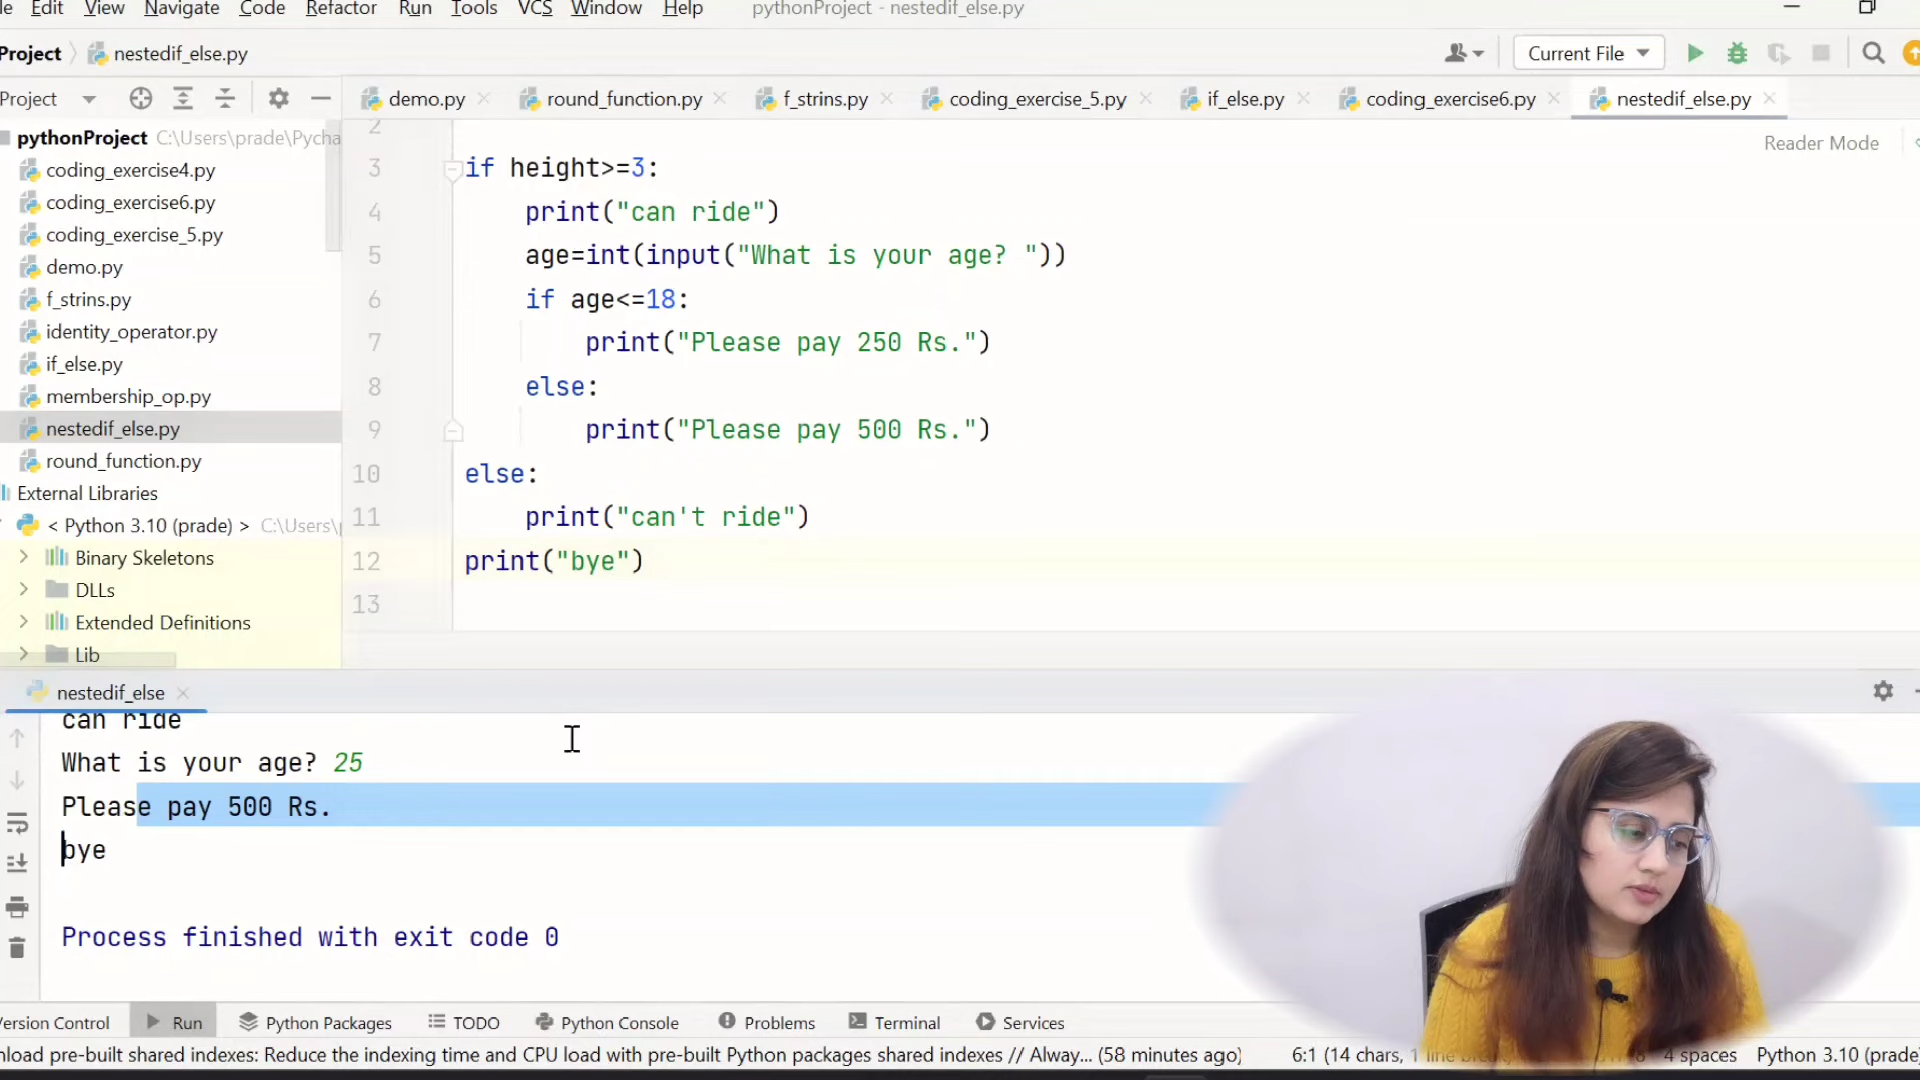 Edit View Navigate Code Refactor Run Tools VCS Window Help pythonProject - nestedif_else.py
Project nestedif_else.py Current File
Project demo.py round_function.py f_strins.py coding_exercise_5.py if_else.py coding_exercise6.py nestedif_else.py
pythonProject C:\Users\prade\Pycha
coding_exercise4.py
coding_exercise6.py
coding_exercise_5.py
demo.py
f_strins.py
identity_operator.py
if_else.py
membership_op.py
nestedif_else.py
round_function.py
External Libraries
< Python 3.10 (prade) > C:\Users\
Binary Skeletons
DLLs
Extended Definitions
Lib
Reader Mode
2
3 if height>=3:
4 print("can ride")
5 age=int(input("What is your age? "))
6 if age<=18:
7 print("Please pay 250 Rs.")
8 else:
9 print("Please pay 500 Rs.")
10 else:
11 print("can't ride")
12 print("bye")
13
nestedif_else
can ride
What is your age? 25
Please pay 500 Rs.
bye
Process finished with exit code 0
Version Control Run Python Packages TODO Python Console Problems Terminal Services
nload pre-built shared indexes: Reduce the indexing time and CPU load with pre-built Python packages shared indexes // Alway... (58 minutes ago) 6:1 (14 chars, 1 line break) 4 spaces Python 3.10 (prade)